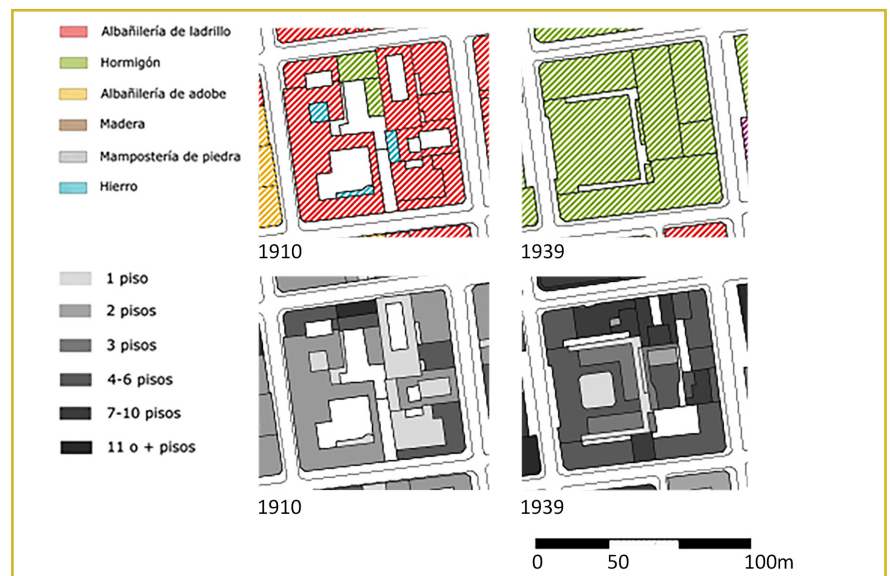 Albañilería de ladrillo
Hormigón
Albañilería de adobe
Madera
Mampostería de piedra
Hierro
1910
1939
1 piso
2 pisos
3 pisos
4-6 pisos
7-10 pisos
11 o + pisos
1910
1939
0 50 100m